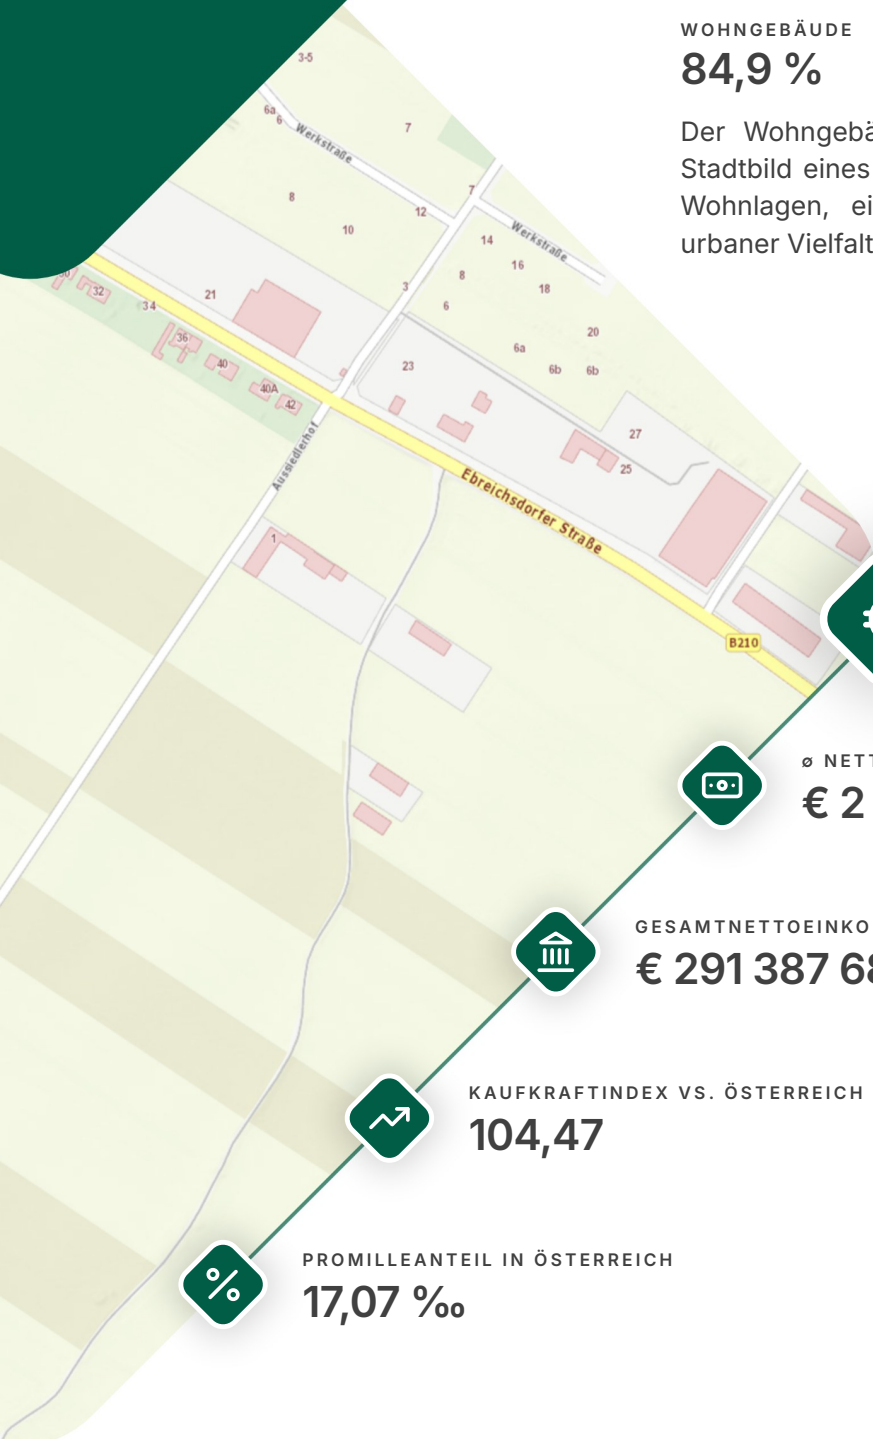 WOHNGEBÄUDE
84,9 %
Der Wohngebä
Stadtbild eines
Wohnlagen, ei
urbaner Vielfalt
3-5
6a
6
Werkstraße
7
7
8
10
12
14
Werkstraße
16
8
18
3
6
20
6a
6b
6b
32
34
21
36
40
40A
42
23
27
25
Aussiedlerhof
Ebreichsdorfer Straße
1
B210
ø NETT
€ 2
GESAMTNETTOEINKO
€ 291 387 68
KAUFKRAFTINDEX VS. ÖSTERREICH
104,47
PROMILLEANTEIL IN ÖSTERREICH
17,07 ‰